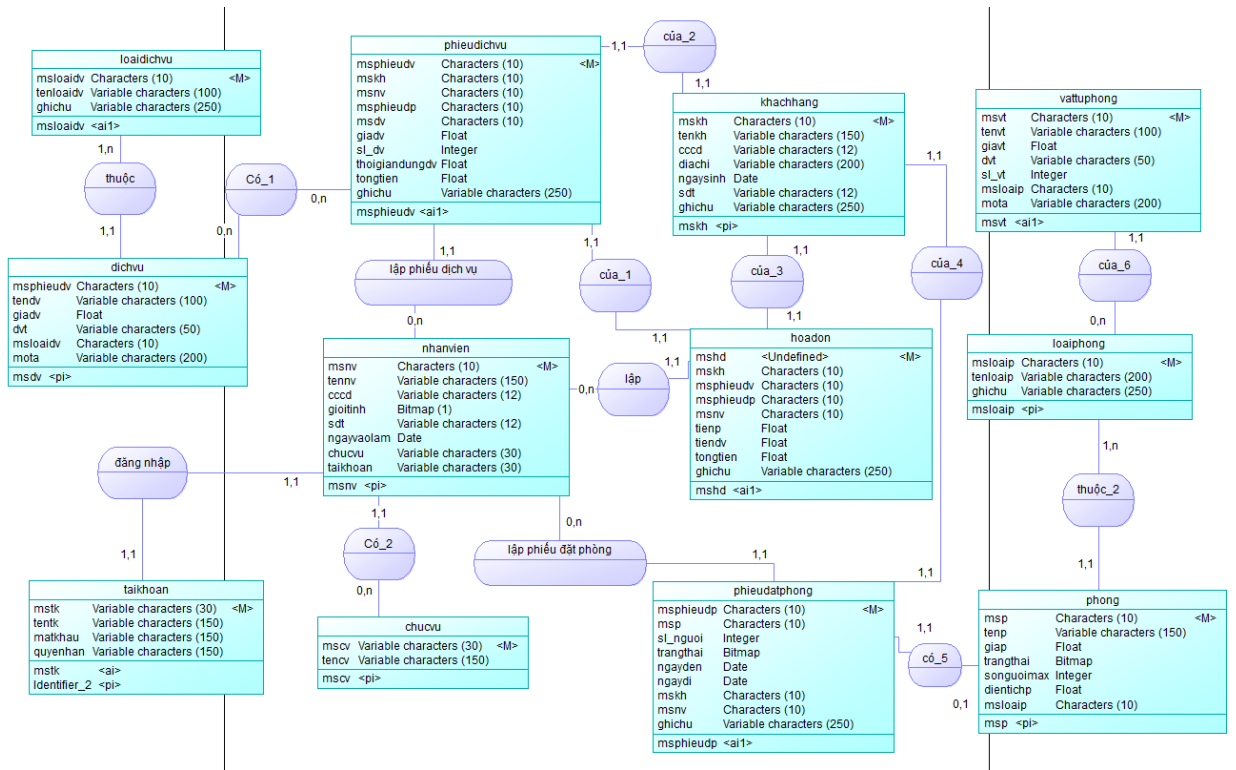 loaidichvu
msloaidv Characters (10) <M>
tenloaidv Variable characters (100)
ghichu Variable characters (250)
msloaidv <ai1>
1,n
thuộc
1,1
dichvu
msphieudv Characters (10) <M>
tendv Variable characters (100)
giadv Float
dvt Variable characters (50)
msloaidv Characters (10)
mota Variable characters (200)
msdv <pi>
Có_1
0,n
0,n
phieudichvu
msphieudv Characters (10) <M>
mskh Characters (10)
msnv Characters (10)
msphieudp Characters (10)
msdv Characters (10)
giadv Float
sl_dv Integer
thoigiandungdv Float
tongtien Float
ghichu Variable characters (250)
msphieudv <ai1>
1,1
của_2
1,1
khachhang
mskh Characters (10) <M>
tenkh Variable characters (150)
cccd Variable characters (12)
diachi Variable characters (200)
ngaysinh Date
sdt Variable characters (12)
ghichu Variable characters (250)
mskh <pi>
1,1
của_4
1,1
vattuphong
msvt Characters (10) <M>
tenvt Variable characters (100)
giavt Float
dvt Variable characters (50)
sl_vt Integer
msloaip Characters (10)
mota Variable characters (200)
msvt <ai1>
1,1
của_6
0,n
loaiphong
msloaip Characters (10) <M>
tenloaip Variable characters (200)
ghichu Variable characters (250)
msloaip <pi>
1,n
thuộc_2
1,1
1,1
lập phiếu dịch vụ
0,n
1,1
của_1
1,1
1,1
của_3
1,1
nhanvien
msnv Characters (10) <M>
tennv Variable characters (150)
cccd Variable characters (12)
gioitinh Bitmap (1)
sdt Variable characters (12)
ngayvaolam Date
chucvu Variable characters (30)
taikhoan Variable characters (30)
msnv <pi>
0,n
lập
1,1
hoadon
mshd <Undefined> <M>
mskh Characters (10)
msphieudv Characters (10)
msphieudp Characters (10)
msnv Characters (10)
tienp Float
tiendv Float
tongtien Float
ghichu Variable characters (250)
mshd <ai1>
đăng nhập
1,1
1,1
taikhoan
mstk Variable characters (30) <M>
tentk Variable characters (150)
matkhau Variable characters (150)
quyenhan Variable characters (150)
mstk <ai>
Identifier_2 <pi>
1,1
Có_2
0,n
chucvu
mscv Variable characters (30) <M>
tencv Variable characters (150)
mscv <pi>
0,n
lập phiếu đặt phòng
1,1
phieudatphong
msphieudp Characters (10) <M>
msp Characters (10)
sl_nguoi Integer
trangthai Bitmap
ngayden Date
ngaydi Date
mskh Characters (10)
msnv Characters (10)
ghichu Variable characters (250)
msphieudp <ai1>
1,1
có_5
0,1
phong
msp Characters (10) <M>
tenp Variable characters (150)
giap Float
trangthai Bitmap
songuoimax Integer
dientichp Float
msloaip Characters (10)
msp <pi>